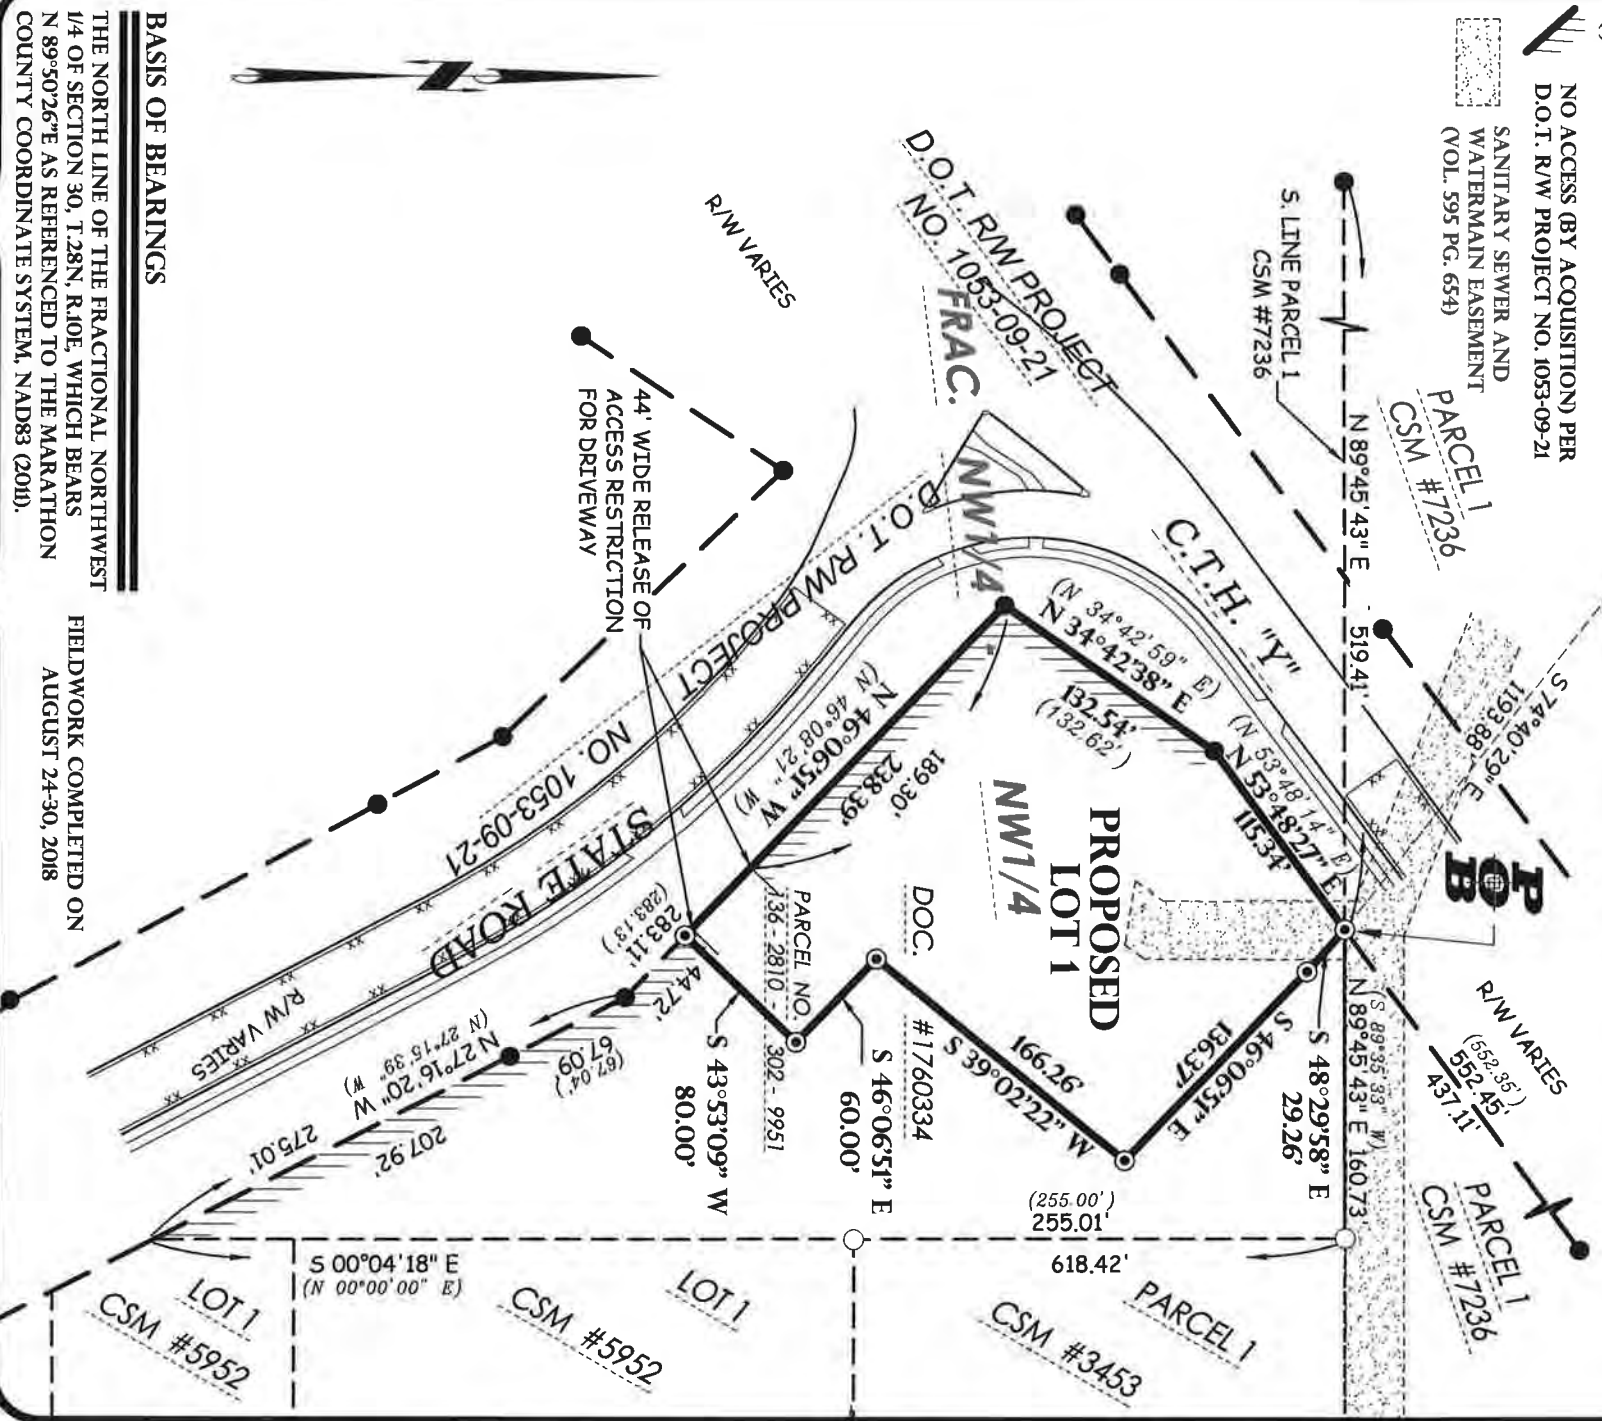 NO ACCESS (BY ACQUISITION) PER
D.O.T. R/W PROJECT NO. 1053-09-21
SANITARY SEWER AND
WATERMAIN EASEMENT
(VOL. 595 PG. 654)
PARCEL 1
CSM #7236
S. LINE PARCEL 1
CSM #7236
N 89°45'43" E - 519.41'
S 74°40'29" E
1193.88'
P
O
B
R/W VARIES
(552.35')
552.45'
437.11'
PARCEL 1
CSM #7236
(S 89°35'33" W)
N 89°45'43" E 160.73'
D.O.T. R/W PROJECT
NO. 1053-09-21
C.T.H. "Y"
FRAC.
NW1/4
-
NW1/4
R/W VARIES
(N 34°42'59" E)
N 34°42'38" E
132.54'
(132.62')
(N 53°48'14" E)
N 53°48'27" E
115.34'
PROPOSED
LOT 1
S 48°29'58" E
29.26'
S 46°06'51" E
136.37'
166.26'
S 39°02'22" W
DOC. #1760334
S 46°06'51" E
60.00'
PARCEL NO.
136 - 2810 - 302 - 9951
S 43°53'09" W
80.00'
189.30'
238.39'
N 46°06'51" W
(N 46°08'21" W)
44' WIDE RELEASE OF
ACCESS RESTRICTION
FOR DRIVEWAY
D.O.T. R/W PROJECT
NO. 1053-09-21
STATE ROAD
R/W VARIES
44.72'
283.11'
(283.13')
(67.04')
67.09
N 27°16'20" W
(N 27°15'39" W)
207.92'
275.01'
(255.00')
255.01'
618.42'
S 00°04'18" E
(N 00°00'00" E)
PARCEL 1
CSM #3453
LOT 1
CSM #5952
LOT 1
CSM #5952
BASIS OF BEARINGS
THE NORTH LINE OF THE FRACTIONAL NORTHWEST
1/4 OF SECTION 30, T.28N, R.10E, WHICH BEARS
N 89°50'26"E AS REFERENCED TO THE MARATHON
COUNTY COORDINATE SYSTEM, NAD83 (2011).
FIELDWORK COMPLETED ON
AUGUST 24-30, 2018